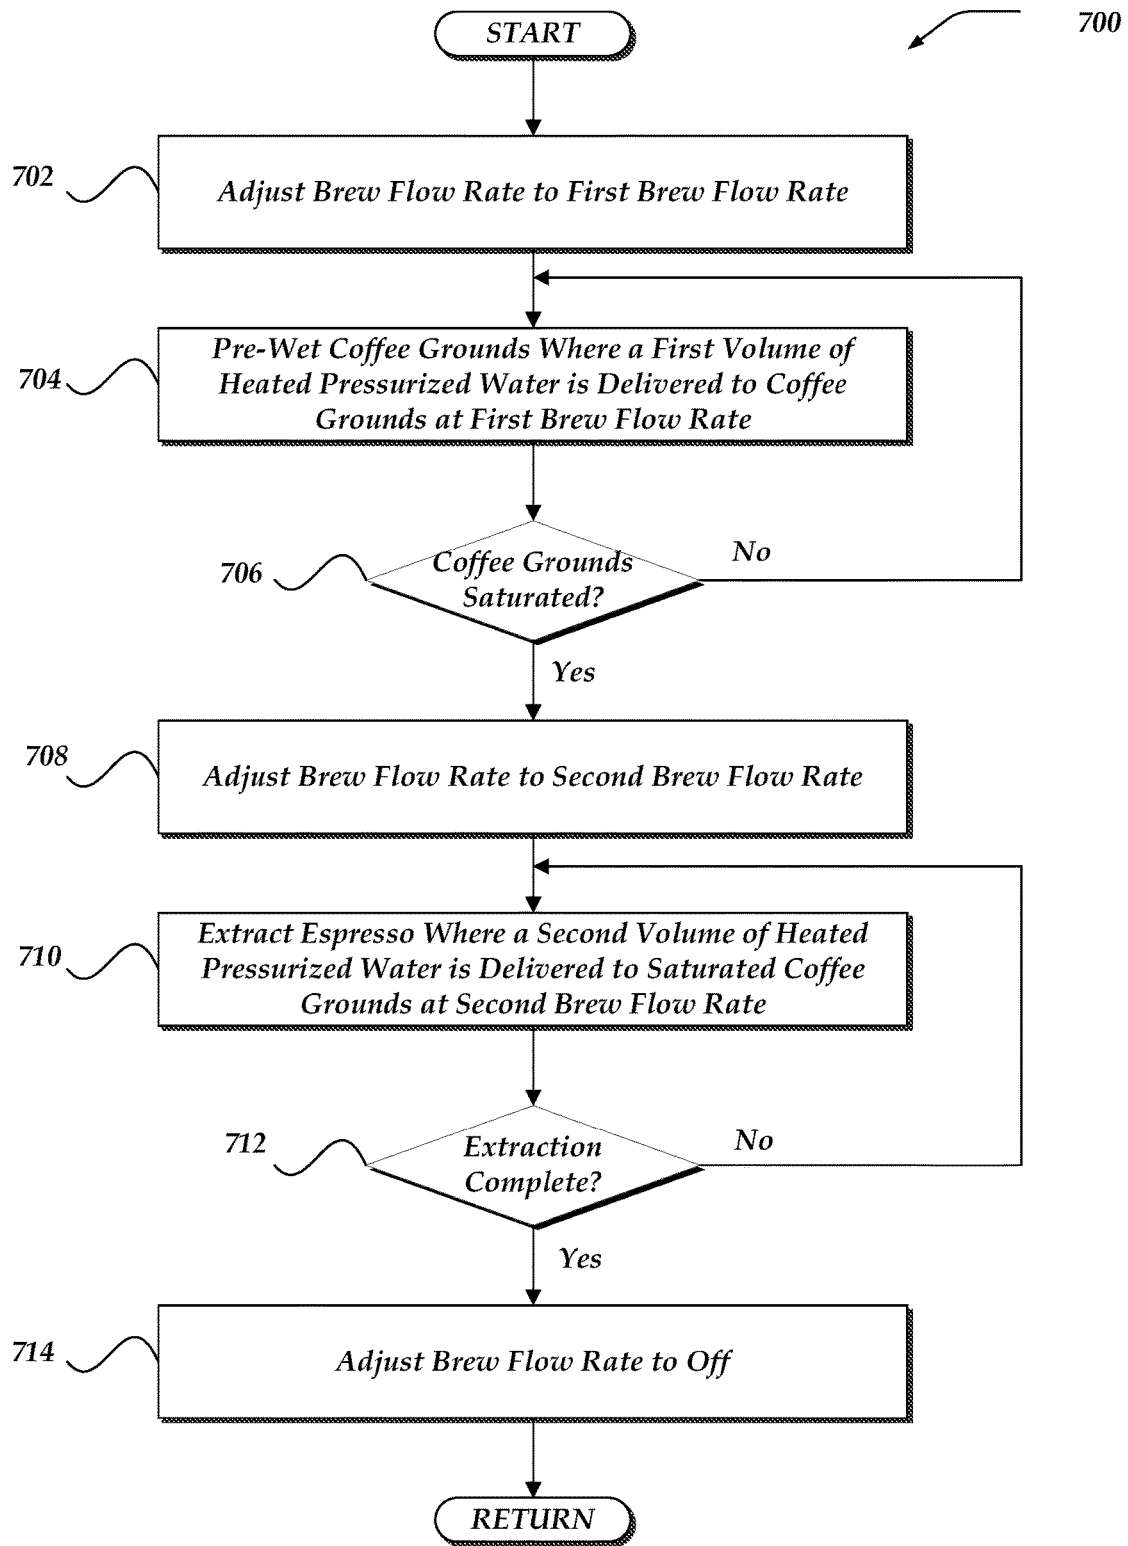 START
700
702
Adjust Brew Flow Rate to First Brew Flow Rate
704
Pre-Wet Coffee Grounds Where a First Volume of
Heated Pressurized Water is Delivered to Coffee
Grounds at First Brew Flow Rate
706
Coffee Grounds
Saturated?
No
Yes
708
Adjust Brew Flow Rate to Second Brew Flow Rate
710
Extract Espresso Where a Second Volume of Heated
Pressurized Water is Delivered to Saturated Coffee
Grounds at Second Brew Flow Rate
712
Extraction
Complete?
No
Yes
714
Adjust Brew Flow Rate to Off
RETURN